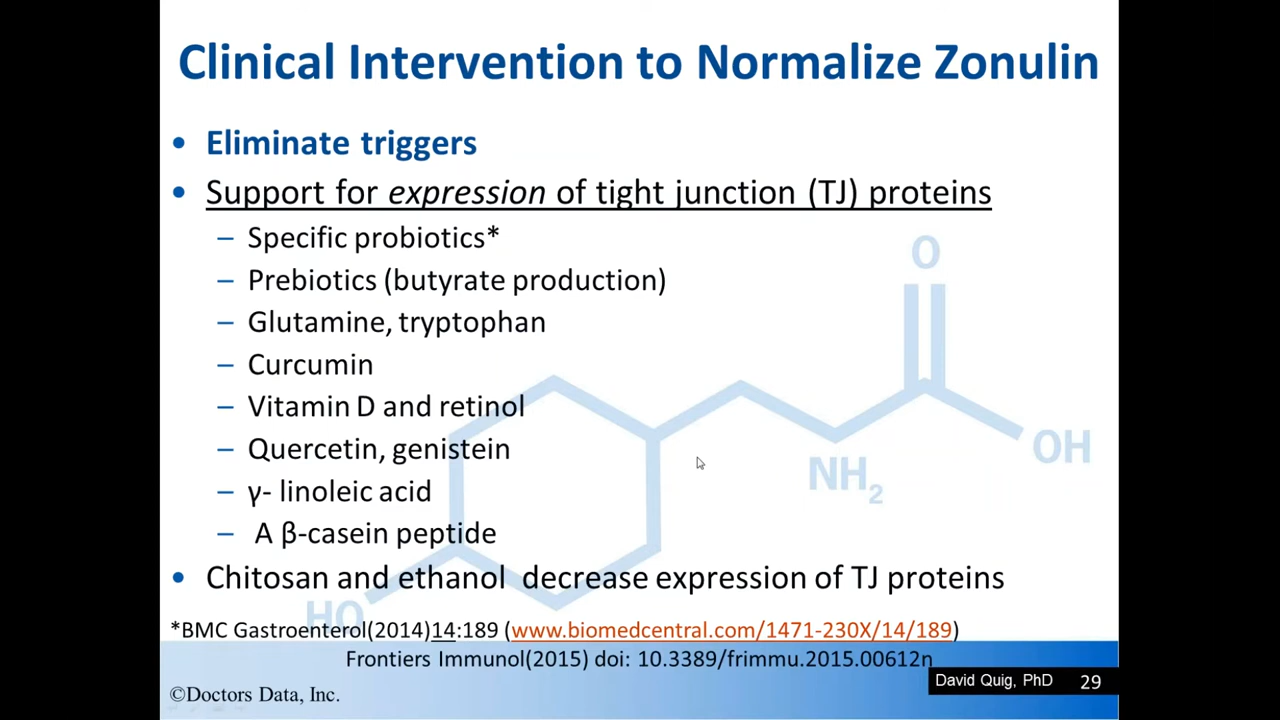 Clinical Intervention to Normalize Zonulin
• Eliminate triggers
• Support for expression of tight junction (TJ) proteins
– Specific probiotics*
– Prebiotics (butyrate production)
– Glutamine, tryptophan
– Curcumin
– Vitamin D and retinol
– Quercetin, genistein
– γ- linoleic acid
– A β-casein peptide
• Chitosan and ethanol decrease expression of TJ proteins
*BMC Gastroenterol(2014)14:189 (www.biomedcentral.com/1471-230X/14/189)
Frontiers Immunol(2015) doi: 10.3389/frimmu.2015.00612n
©Doctors Data, Inc.
David Quig, PhD 29
O
OH
NH2
HO